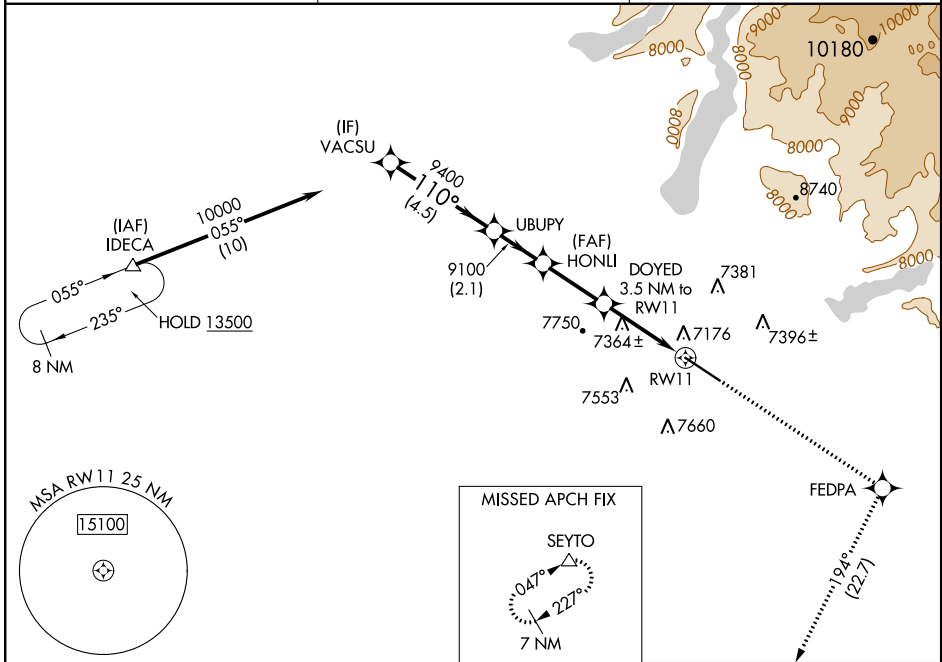 9000
8000
10180
9000
8000
8000
9000
8000
8740
8000
8000
(IF)
VACSU
9400
110°
(4.5)
10000
055°
(10)
(IAF)
IDECA
055°
235°
HOLD 13500
8 NM
UBUPY
9100
(2.1)
(FAF)
HONLI
DOYED
3.5 NM to
RW11
7381
7750
7364±
7176
7396±
RW11
7553
7660
FEDPA
194°
(22.7)
MSA RW11 25 NM
15100
MISSED APCH FIX
SEYTO
047°
227°
7 NM